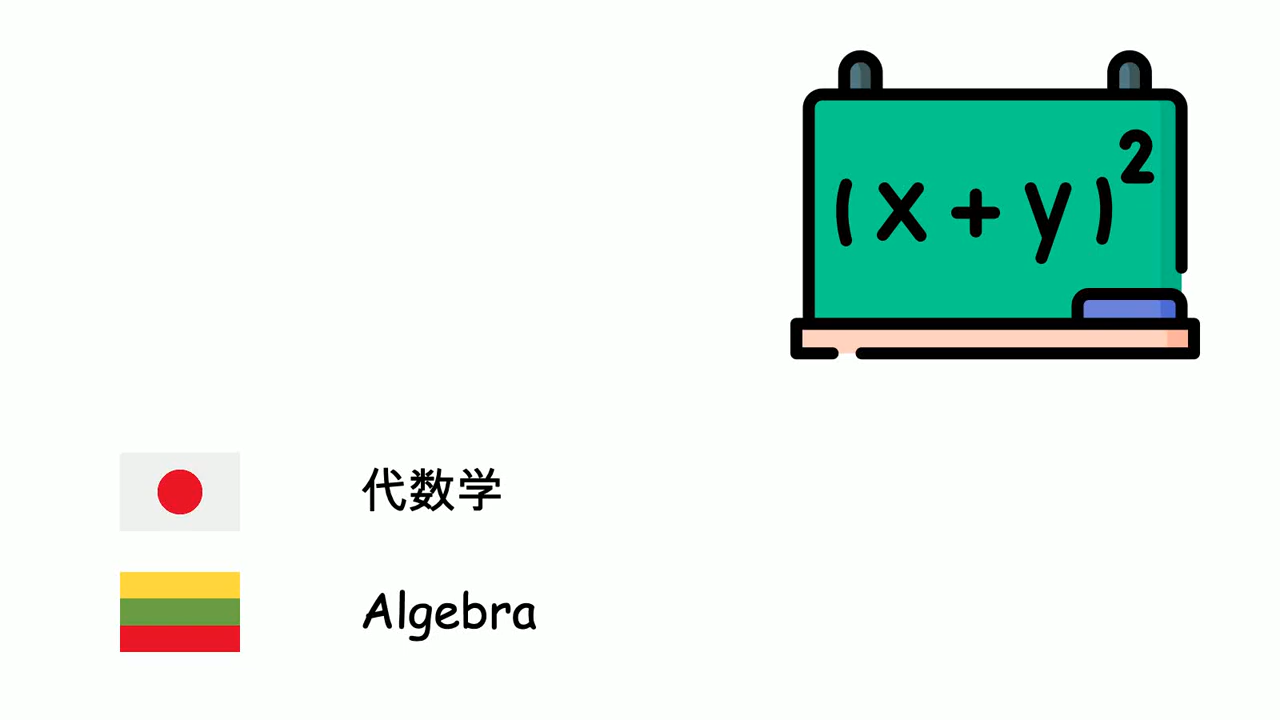 (x + y)²
代数学
Algebra